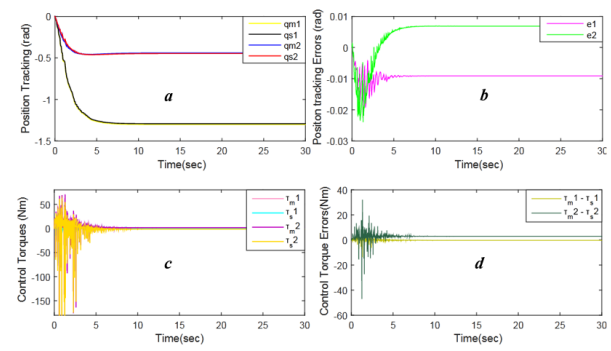 Position Tracking (rad)
0
-0.5
-1
-1.5
0
5
10
15
20
25
30
Time(sec)
qm1
qs1
qm2
qs2
a
Positon tracking Errors (rad)
0.01
0
-0.01
-0.02
-0.03
0
5
10
15
20
25
30
Time(sec)
e1
e2
b
Control Torques (Nm)
50
0
-50
-100
-150
0
5
10
15
20
25
30
Time(sec)
τm1
τs1
τm2
τs2
c
Control Torque Errors(Nm)
40
20
0
-20
-40
-60
0
5
10
15
20
25
30
Time(sec)
τm1 - τs1
τm2 - τs2
d